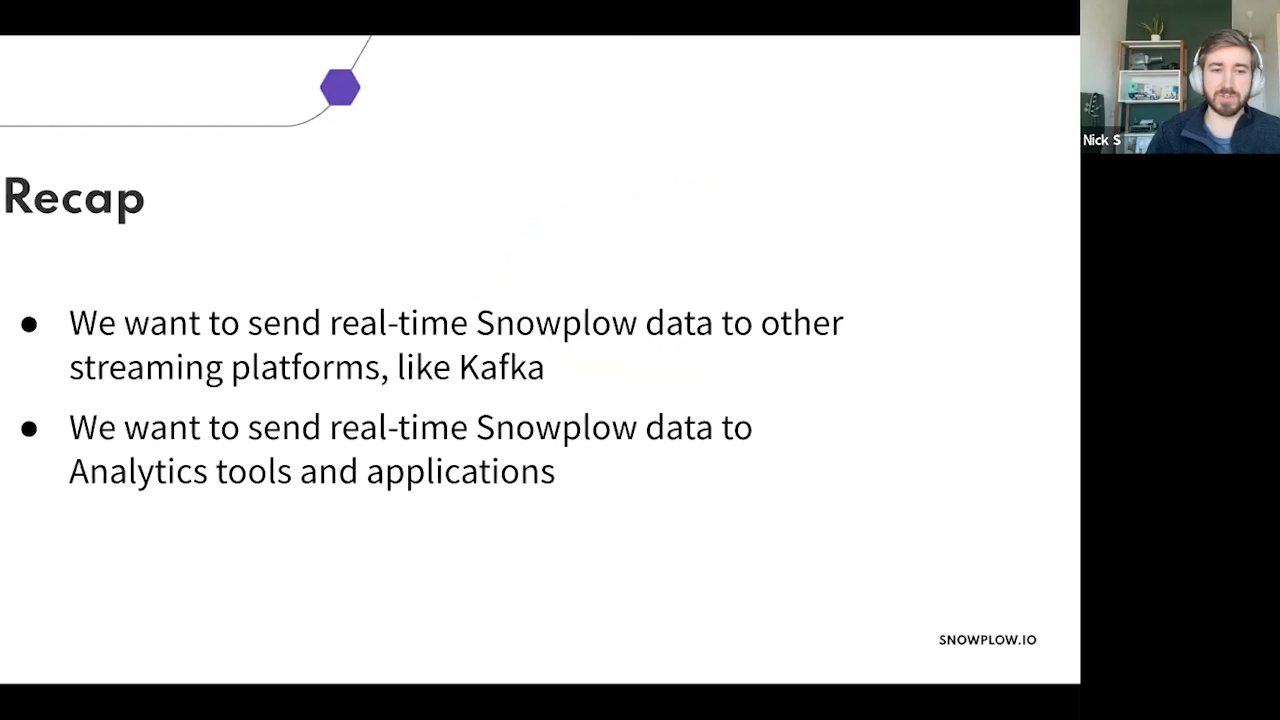 Recap
● We want to send real-time Snowplow data to other
streaming platforms, like Kafka
● We want to send real-time Snowplow data to
Analytics tools and applications
SNOWPLOW.IO
Nick S